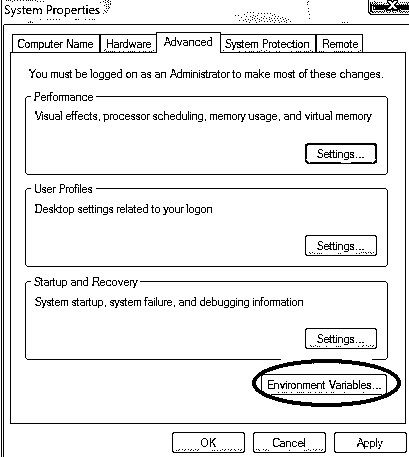 System Properties
Computer Name Hardware Advanced System Protection Remote
You must be logged on as an Administrator to make most of these changes.
Performance
Visual effects, processor scheduling, memory usage, and virtual memory
Settings...
User Profiles
Desktop settings related to your logon
Settings...
Startup and Recovery
System startup, system failure, and debugging information
Settings...
Environment Variables...
OK Cancel Apply